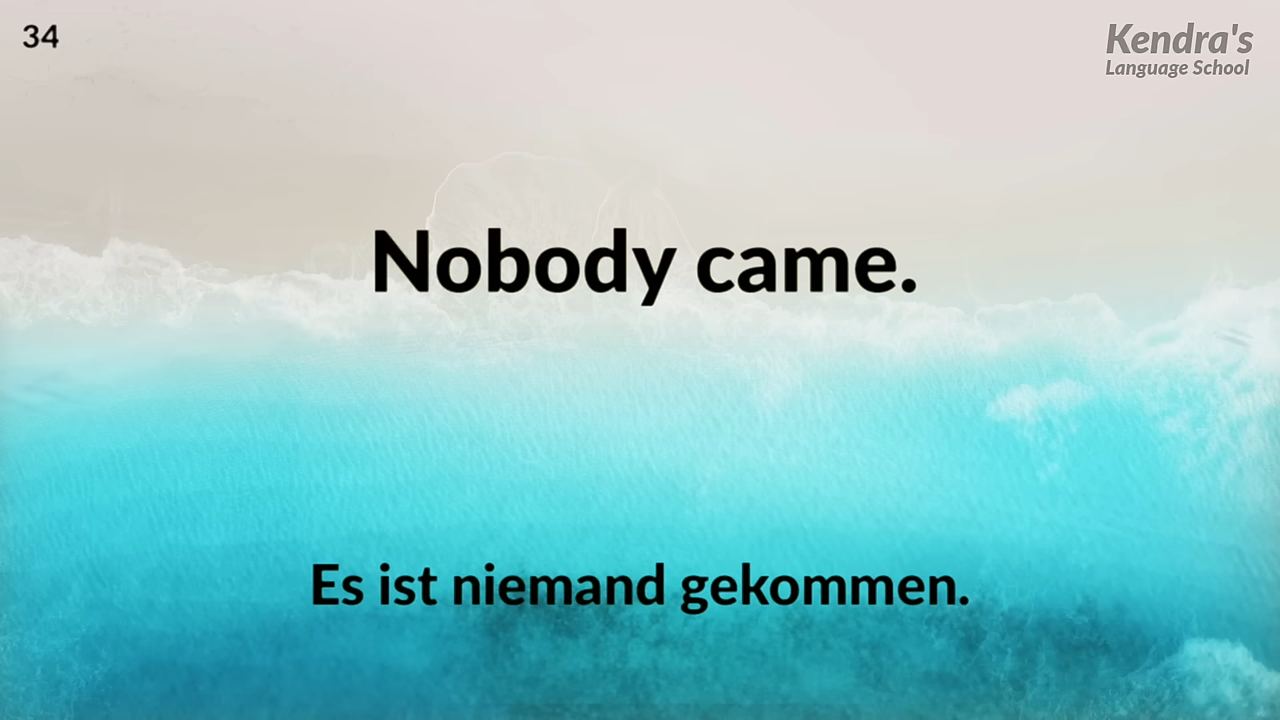 34
Kendra's
Language School
Nobody came.
Es ist niemand gekommen.